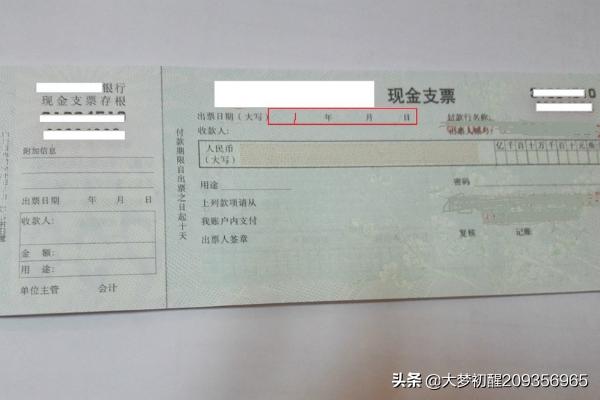 银行
现金支票存根
附加信息
出票日期 年 月 日
收款人：
金 额：
用 途：
单位主管 会计
付款期限自出票之日起十天
现金支票
出票日期（大写） 年 月 日
付款行名称：
收款人：
出票人账号：
人民币
（大写）
亿千百十万千百十元角
用途
密码
上列款项请从
我账户内支付
出票人签章
复核 记账
头条 @大梦初醒209356965